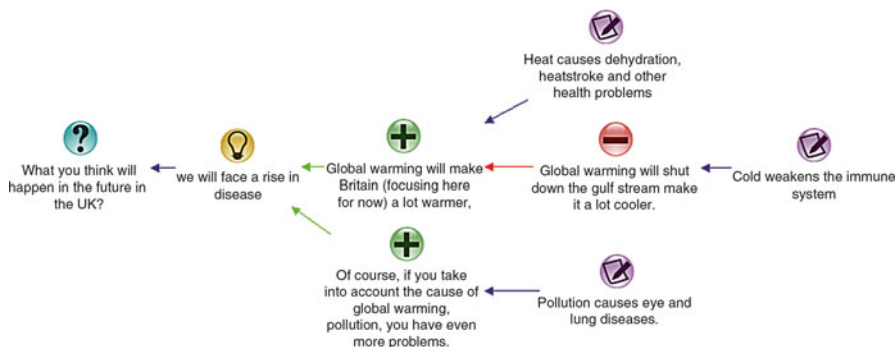 Heat causes dehydration,
heatstroke and other
health problems
What you think will
happen in the future in
the UK?
we will face a rise in
disease
Global warming will make
Britain (focusing here
for now) a lot warmer,
Global warming will shut
down the gulf stream make
it a lot cooler.
Cold weakens the immune
system
Of course, if you take
into account the cause of
global warming,
pollution, you have even
more problems.
Pollution causes eye and
lung diseases.